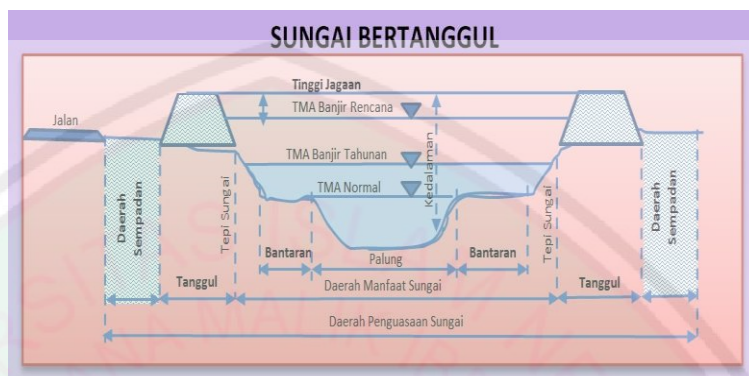 SUNGAI BERTANGGUL
Tinggi Jagaan
TMA Banjir Rencana
Jalan
TMA Banjir Tahunan
Kedalaman
TMA Normal
Daerah
Sempadan
Tepi Sungai
Tepi Sungai
Daerah
Sempadan
Bantaran
Palung
Bantaran
Tanggul
Daerah Manfaat Sungai
Tanggul
Daerah Penguasaan Sungai